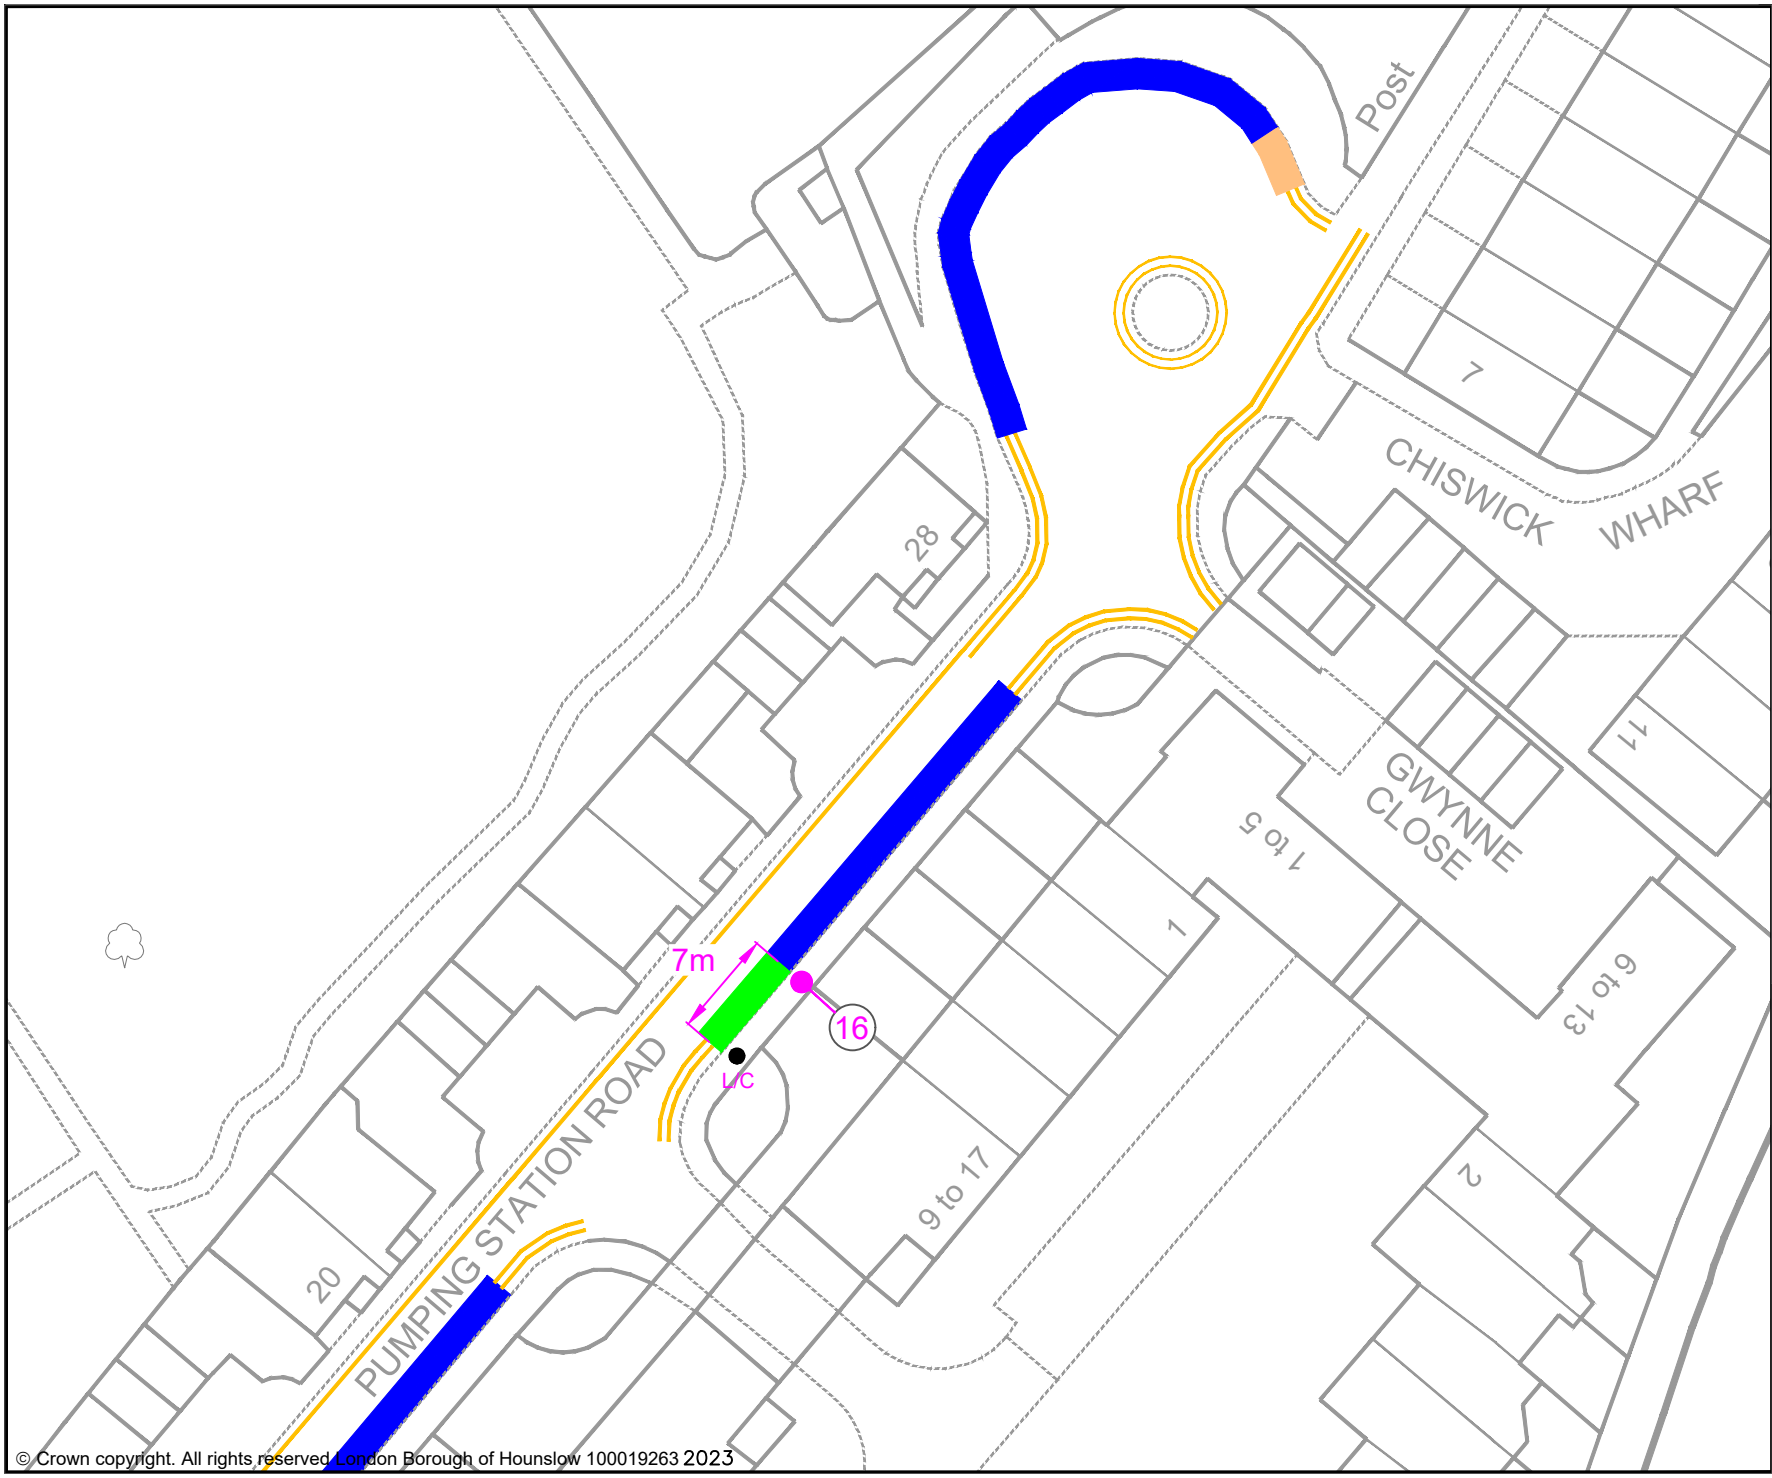 Post
7
CHISWICK
WHARF
28
11
GWYNNE
CLOSE
1 to 5
1
6 to 13
7m
16
L/C
PUMPING STATION ROAD
9 to 17
2
20
© Crown copyright. All rights reserved London Borough of Hounslow 100019263 2023